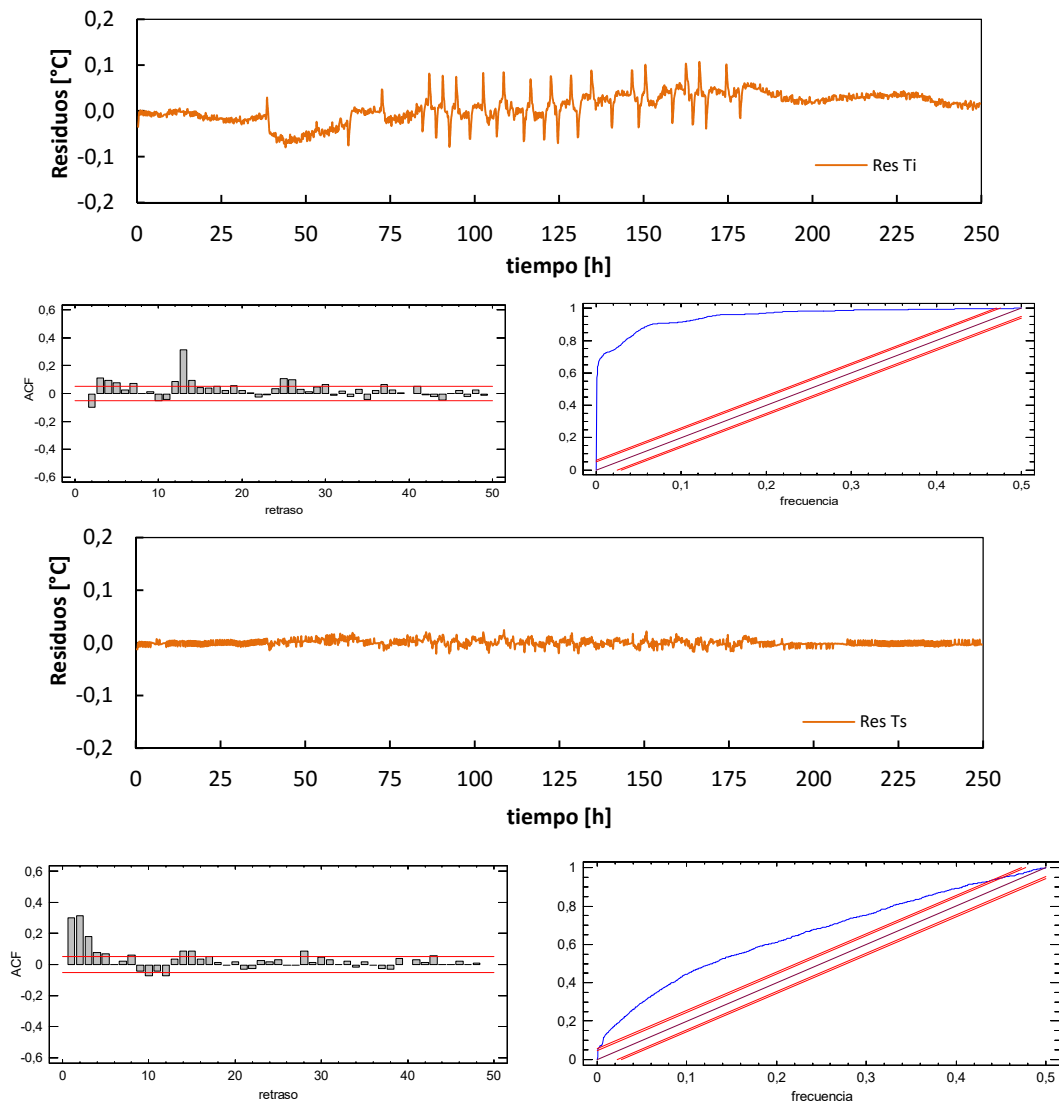 0,2
0,1
0,0
-0,1
-0,2
Residuos [°C]
Res Ti
0 25 50 75 100 125 150 175 200 225 250
tiempo [h]
0,6
0,4
0,2
0
-0,2
-0,4
-0,6
ACF
0 10 20 30 40 50
retraso
1
0,8
0,6
0,4
0,2
0
0 0,1 0,2 0,3 0,4 0,5
frecuencia
0,2
0,1
0,0
-0,1
-0,2
Residuos [°C]
Res Ts
0 25 50 75 100 125 150 175 200 225 250
tiempo [h]
0,6
0,4
0,2
0
-0,2
-0,4
-0,6
ACF
0 10 20 30 40 50
retraso
1
0,8
0,6
0,4
0,2
0
0 0,1 0,2 0,3 0,4 0,5
frecuencia